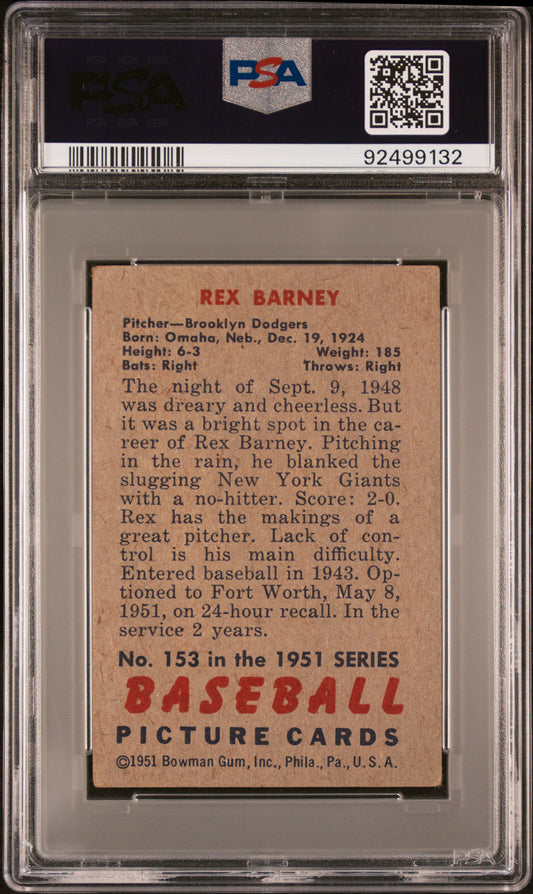 PSA
PSA
92499132
REX BARNEY
Pitcher—Brooklyn Dodgers
Born: Omaha, Neb., Dec. 19, 1924
Height: 6-3 Weight: 185
Bats: Right Throws: Right
The night of Sept. 9, 1948
was dreary and cheerless. But
it was a bright spot in the ca-
reer of Rex Barney. Pitching
in the rain, he blanked the
slugging New York Giants
with a no-hitter. Score: 2-0.
Rex has the makings of a
great pitcher. Lack of con-
trol is his main difficulty.
Entered baseball in 1943. Op-
tioned to Fort Worth, May 8,
1951, on 24-hour recall. In the
service 2 years.
No. 153 in the 1951 SERIES
BASEBALL
PICTURE CARDS
©1951 Bowman Gum, Inc., Phila., Pa., U.S.A.
PSA